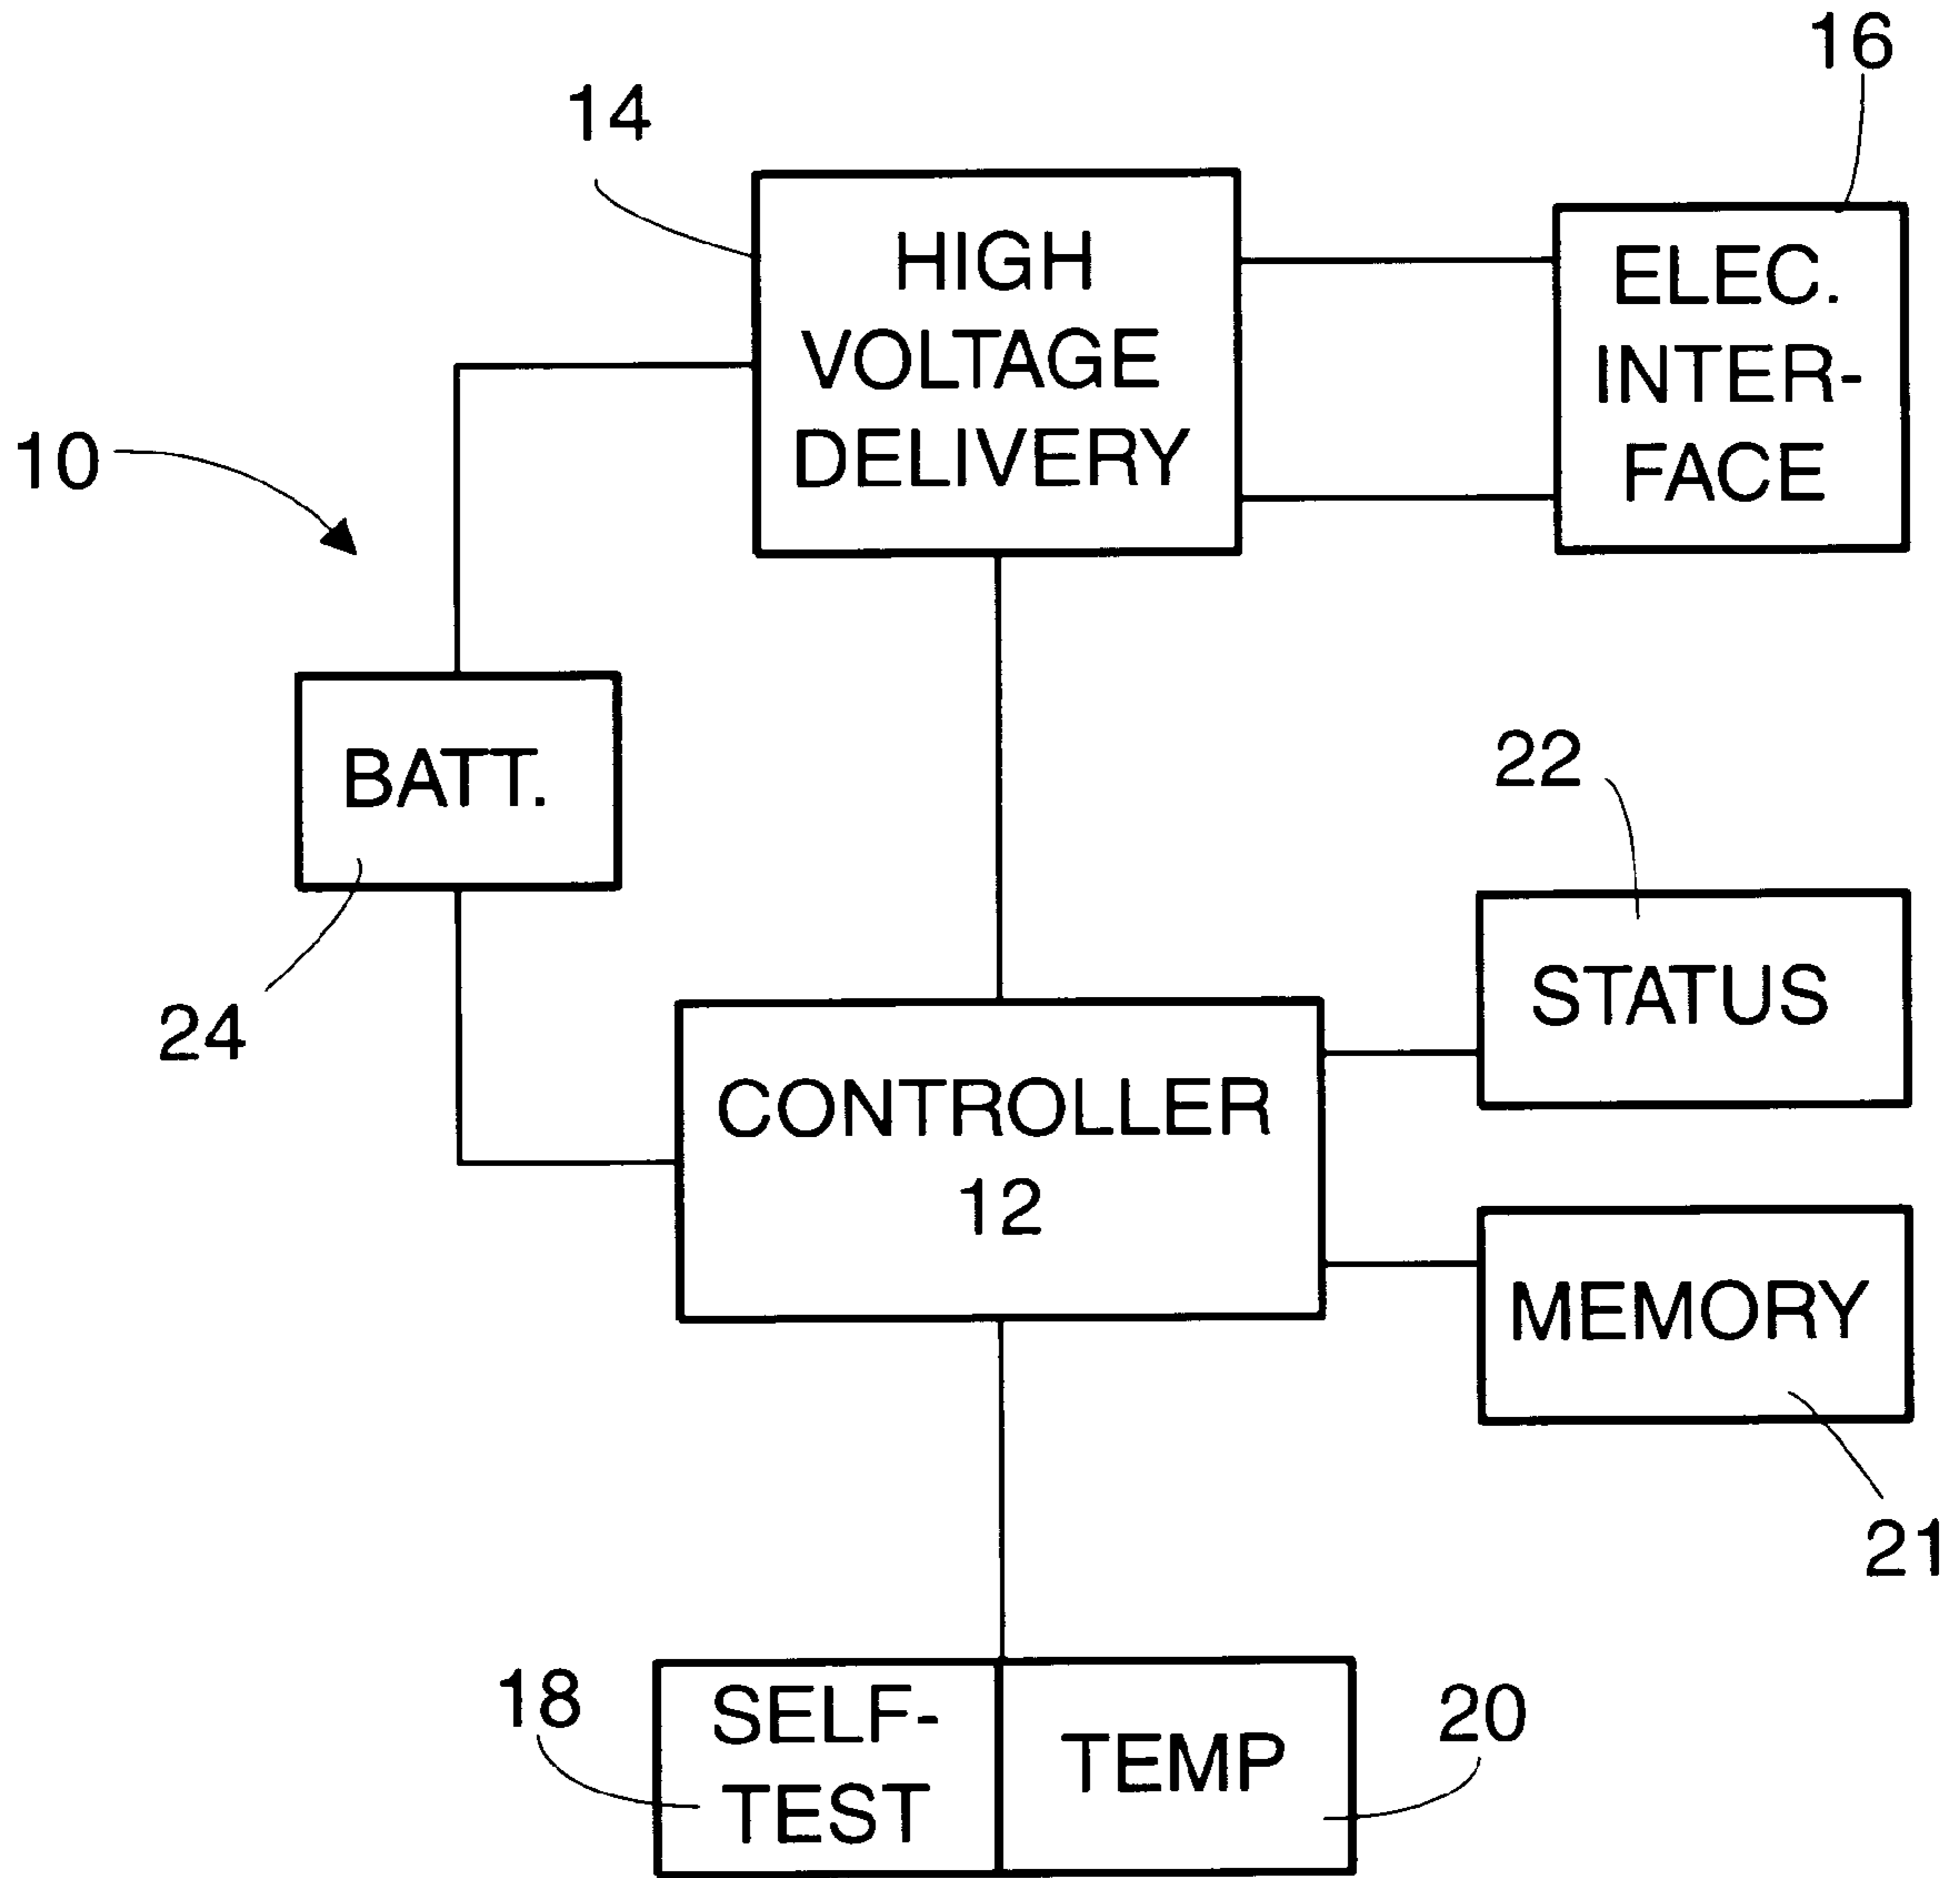 16
14
HIGH
VOLTAGE
DELIVERY
ELEC.
INTER-
FACE
10
BATT.
22
24
STATUS
CONTROLLER
12
MEMORY
21
18
SELF-
TEST
TEMP
20